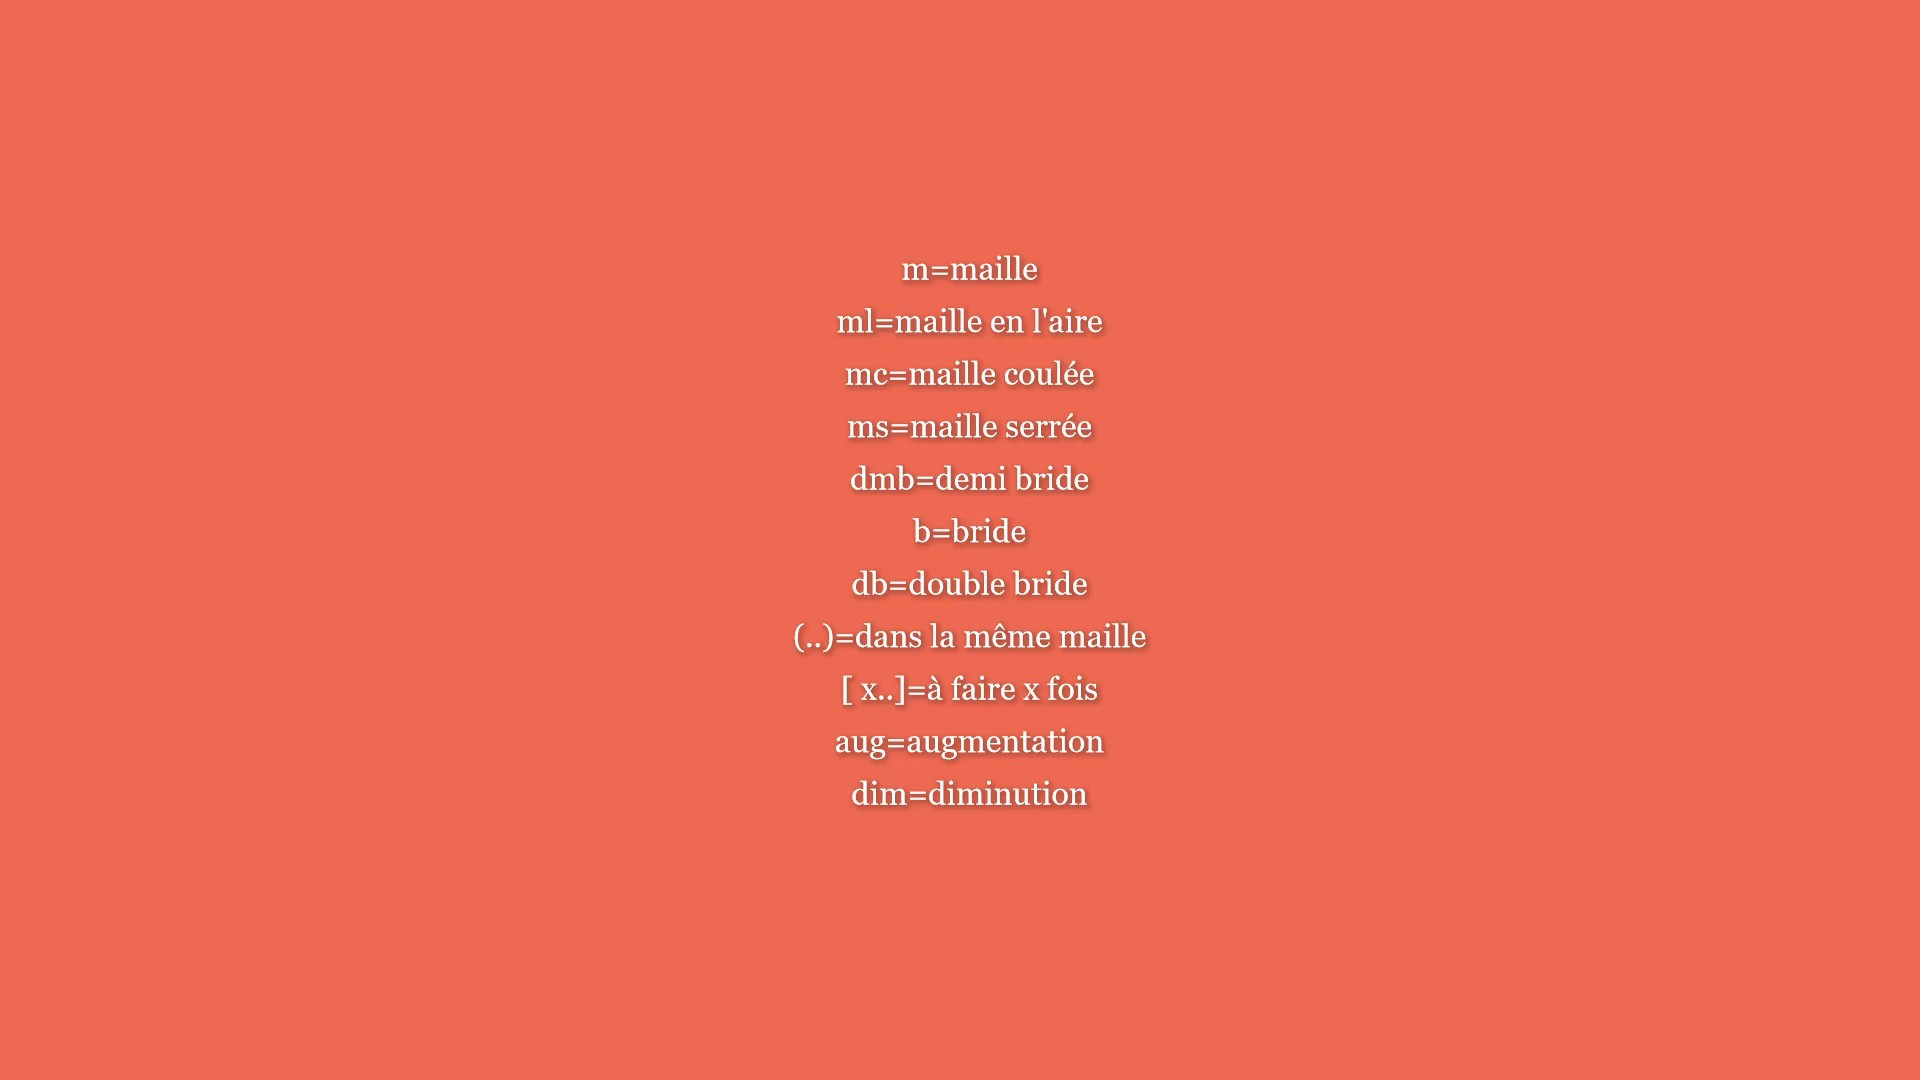 m=maille
ml=maille en l'aire
mc=maille coulée
ms=maille serrée
dmb=demi bride
b=bride
db=double bride
(..)=dans la même maille
[ x..]=à faire x fois
aug=augmentation
dim=diminution